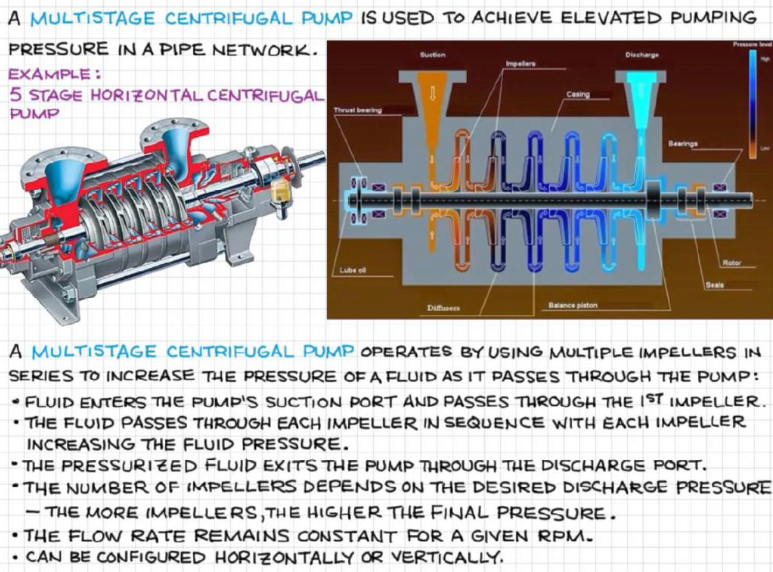 A MULTISTAGE CENTRIFUGAL PUMP IS USED TO ACHIEVE ELEVATED PUMPING
PRESSURE IN A PIPE NETWORK.
EXAMPLE:
5 STAGE HORIZONTAL CENTRIFUGAL
PUMP
Suction
Discharge
Pressure level
High
Low
Impellers
Casing
Thrust bearing
Bearings
Lube oil
Rotor
Seals
Diffusers
Balance piston
A MULTISTAGE CENTRIFUGAL PUMP OPERATES BY USING MULTIPLE IMPELLERS IN
SERIES TO INCREASE THE PRESSURE OF A FLUID AS IT PASSES THROUGH THE PUMP:
• FLUID ENTERS THE PUMP'S SUCTION PORT AND PASSES THROUGH THE 1ST IMPELLER.
• THE FLUID PASSES THROUGH EACH IMPELLER IN SEQUENCE WITH EACH IMPELLER
INCREASING THE FLUID PRESSURE.
• THE PRESSURIZED FLUID EXITS THE PUMP THROUGH THE DISCHARGE PORT.
• THE NUMBER OF IMPELLERS DEPENDS ON THE DESIRED DISCHARGE PRESSURE
– THE MORE IMPELLERS, THE HIGHER THE FINAL PRESSURE.
• THE FLOW RATE REMAINS CONSTANT FOR A GIVEN RPM.
• CAN BE CONFIGURED HORIZONTALLY OR VERTICALLY.